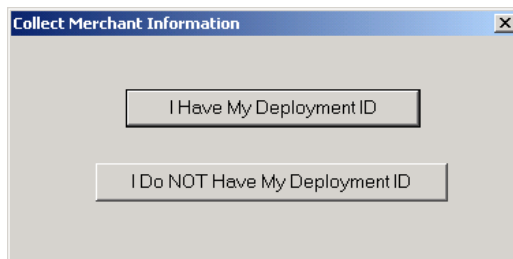 Collect Merchant Information
I Have My Deployment ID
I Do NOT Have My Deployment ID